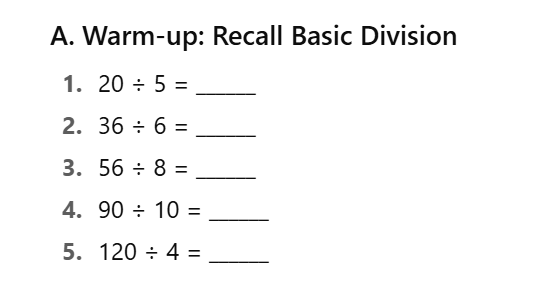 A. Warm-up: Recall Basic Division
1. 20 ÷ 5 = ______
2. 36 ÷ 6 = ______
3. 56 ÷ 8 = ______
4. 90 ÷ 10 = ______
5. 120 ÷ 4 = ______